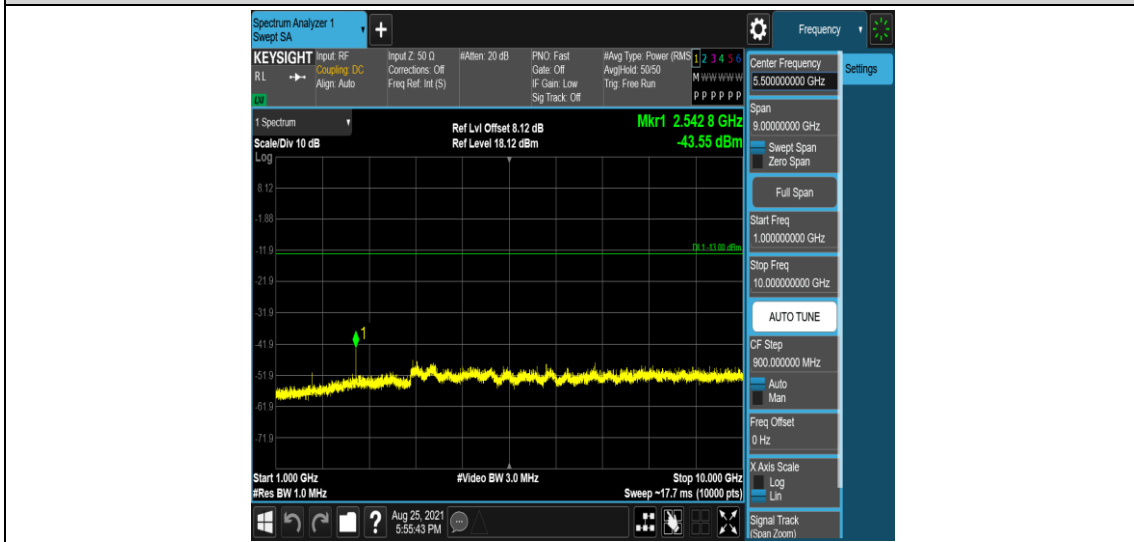 Spectrum Analyzer 1
Swept SA
+
Frequency
KEYSIGHT
RL
LXI
Input: RF
Coupling: DC
Align: Auto
Input Z: 50 Ω
Corrections: Off
Freq Ref: Int (S)
#Atten: 20 dB
PNO: Fast
Gate: Off
IF Gain: Low
Sig Track: Off
#Avg Type: Power (RMS
Avg|Hold: 50/50
Trig: Free Run
1 2 3 4 5 6
M W W W W W
P P P P P P
1 Spectrum
Scale/Div 10 dB
Log
Ref Lvl Offset 8.12 dB
Ref Level 18.12 dBm
Mkr1 2.542 8 GHz
-43.55 dBm
8.12
-1.88
-11.9
-21.9
-31.9
-41.9
-51.9
-61.9
-71.9
DL1 -13.00 dBm
1
Start 1.000 GHz
#Res BW 1.0 MHz
#Video BW 3.0 MHz
Stop 10.000 GHz
Sweep ~17.7 ms (10000 pts)
?
Aug 25, 2021
5:55:43 PM
Center Frequency
5.500000000 GHz
Settings
Span
9.00000000 GHz
Swept Span
Zero Span
Full Span
Start Freq
1.000000000 GHz
Stop Freq
10.000000000 GHz
AUTO TUNE
CF Step
900.000000 MHz
Auto
Man
Freq Offset
0 Hz
X Axis Scale
Log
Lin
Signal Track
(Span Zoom)